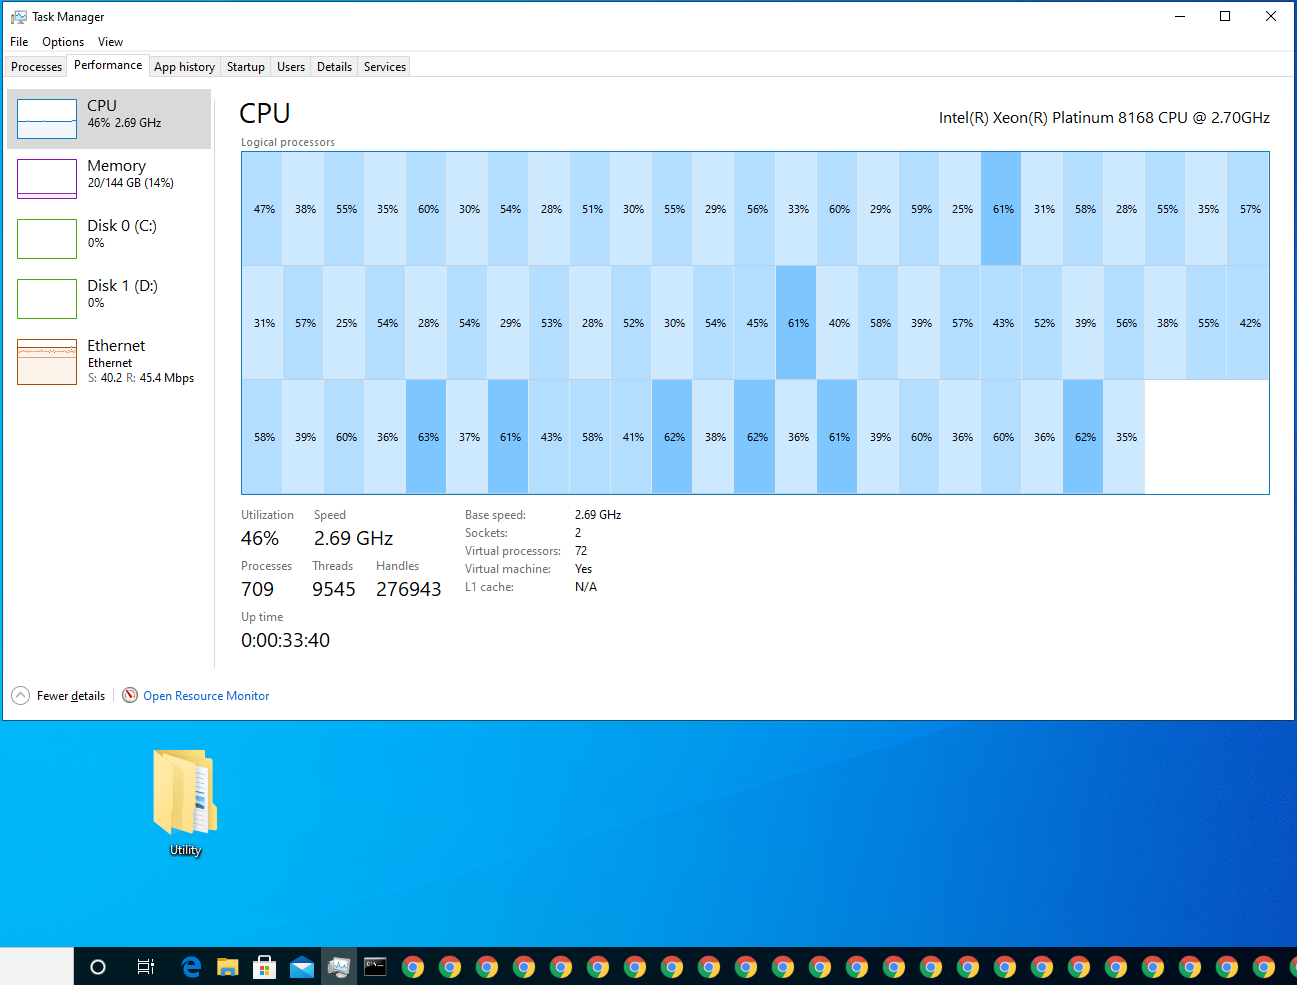 Task Manager
File Options View
Processes Performance App history Startup Users Details Services
CPU
46% 2.69 GHz
Memory
20/144 GB (14%)
Disk 0 (C:)
0%
Disk 1 (D:)
0%
Ethernet
Ethernet
S: 40.2 R: 45.4 Mbps
CPU
Intel(R) Xeon(R) Platinum 8168 CPU @ 2.70GHz
Logical processors
47% 38% 55% 35% 60% 30% 54% 28% 51% 30% 55% 29% 56% 33% 60% 29% 59% 25% 61% 31% 58% 28% 55% 35% 57%
31% 57% 25% 54% 28% 54% 29% 53% 28% 52% 30% 54% 45% 61% 40% 58% 39% 57% 43% 52% 39% 56% 38% 55% 42%
58% 39% 60% 36% 63% 37% 61% 43% 58% 41% 62% 38% 62% 36% 61% 39% 60% 36% 60% 36% 62% 35%
Utilization Speed
46% 2.69 GHz
Processes Threads Handles
709 9545 276943
Up time
0:00:33:40
Base speed: 2.69 GHz
Sockets: 2
Virtual processors: 72
Virtual machine: Yes
L1 cache: N/A
Fewer details Open Resource Monitor
Utility